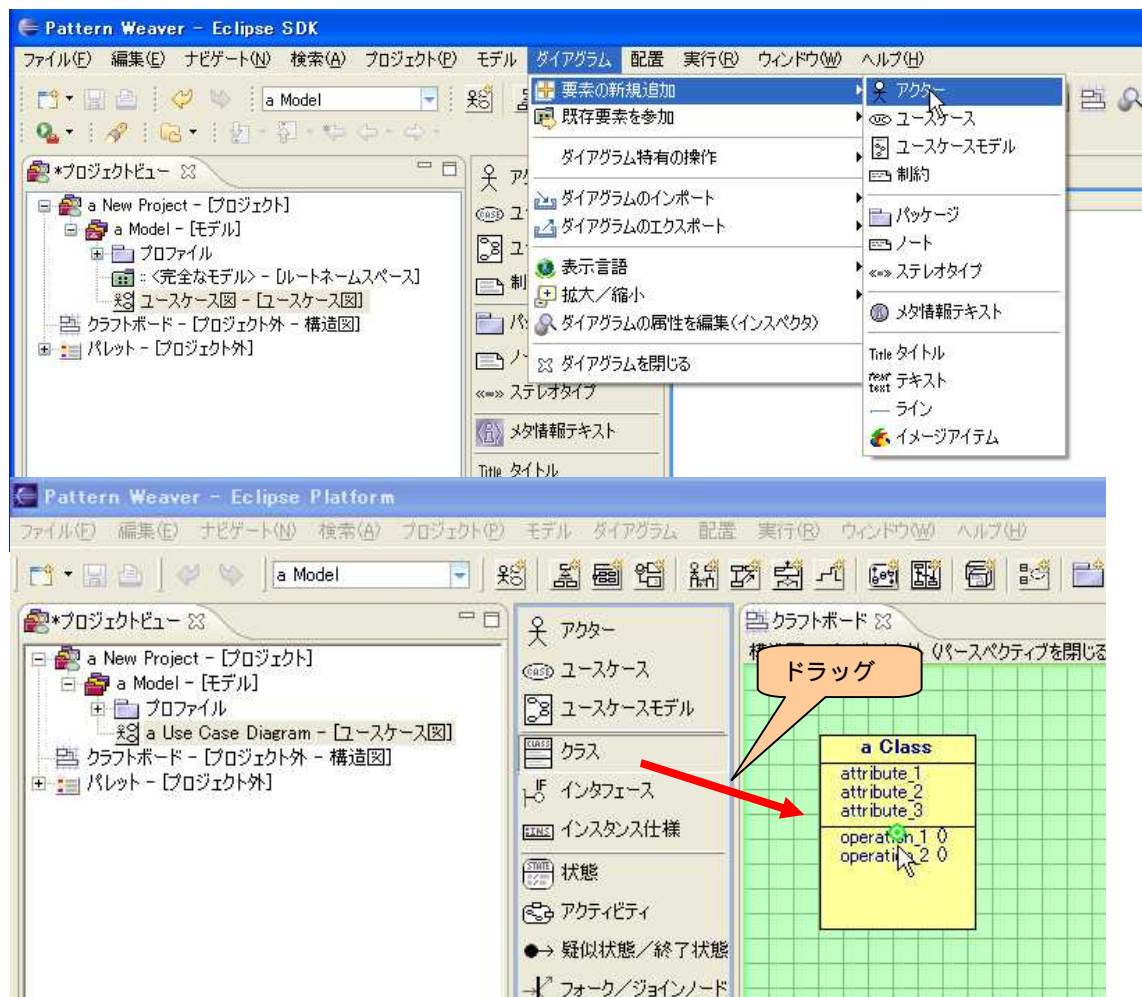 Pattern Weaver - Eclipse SDK
ファイル(F) 編集(E) ナビゲート(N) 検索(A) プロジェクト(P) モデル ダイアグラム 配置 実行(R) ウィンドウ(W) ヘルプ(H)
a Model
*プロジェクトビュー
a New Project - [プロジェクト]
a Model - [モデル]
プロファイル
:: <完全なモデル> - [ルートネームスペース]
ユースケース図 - [ユースケース図]
クラフトボード - [プロジェクト外 - 構造図]
パレット - [プロジェクト外]
«=» ステレオタイプ
メタ情報テキスト
Title タイトル
要素の新規追加
既存要素を参加
ダイアグラム特有の操作
ダイアグラムのインポート
ダイアグラムのエクスポート
表示言語
拡大/縮小
ダイアグラムの属性を編集(インスペクタ)
ダイアグラムを閉じる
アクター
ユースケース
ユースケースモデル
制約
パッケージ
ノート
«=» ステレオタイプ
メタ情報テキスト
Title タイトル
text text テキスト
ライン
イメージアイテム
Pattern Weaver - Eclipse Platform
ファイル(F) 編集(E) ナビゲート(N) 検索(A) プロジェクト(P) モデル ダイアグラム 配置 実行(R) ウィンドウ(W) ヘルプ(H)
a Model
*プロジェクトビュー
a New Project - [プロジェクト]
a Model - [モデル]
プロファイル
a Use Case Diagram - [ユースケース図]
クラフトボード - [プロジェクト外 - 構造図]
パレット - [プロジェクト外]
アクター
CASE ユースケース
ユースケースモデル
CLASS クラス
IF インタフェース
INS インスタンス仕様
STATE 状態
アクティビティ
疑似状態/終了状態
フォーク/ジョインノード
クラフトボード
(パースペクティブを閉じる
ドラッグ
a Class
attribute_1
attribute_2
attribute_3
operation_1 ()
operation_2 ()